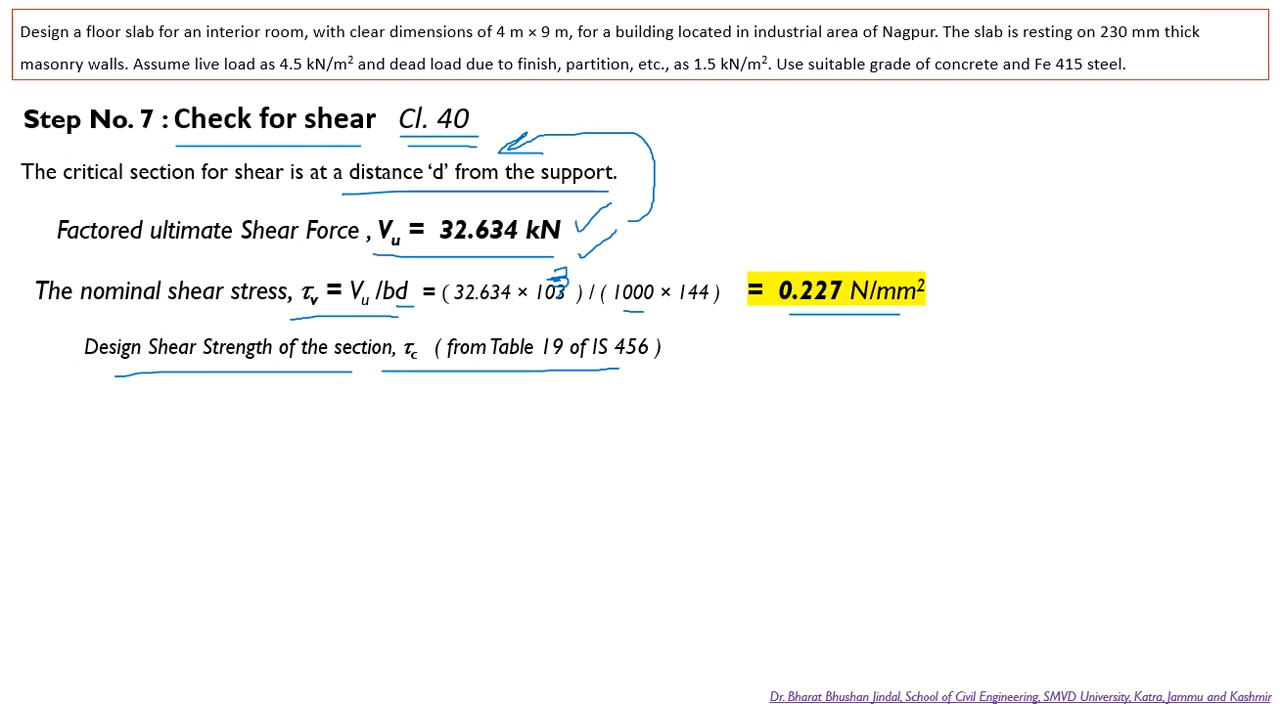 Design a floor slab for an interior room, with clear dimensions of 4 m × 9 m, for a building located in industrial area of Nagpur. The slab is resting on 230 mm thick
masonry walls. Assume live load as 4.5 kN/m² and dead load due to finish, partition, etc., as 1.5 kN/m². Use suitable grade of concrete and Fe 415 steel.
Step No. 7 : Check for shear Cl. 40
The critical section for shear is at a distance ‘d’ from the support.
Factored ultimate Shear Force , Vu = 32.634 kN
The nominal shear stress, τv = Vu /bd = ( 32.634 × 103 ) / ( 1000 × 144 ) = 0.227 N/mm²
Design Shear Strength of the section, τc ( from Table 19 of IS 456 )
Dr. Bharat Bhushan Jindal, School of Civil Engineering, SMVD University, Katra, Jammu and Kashmir